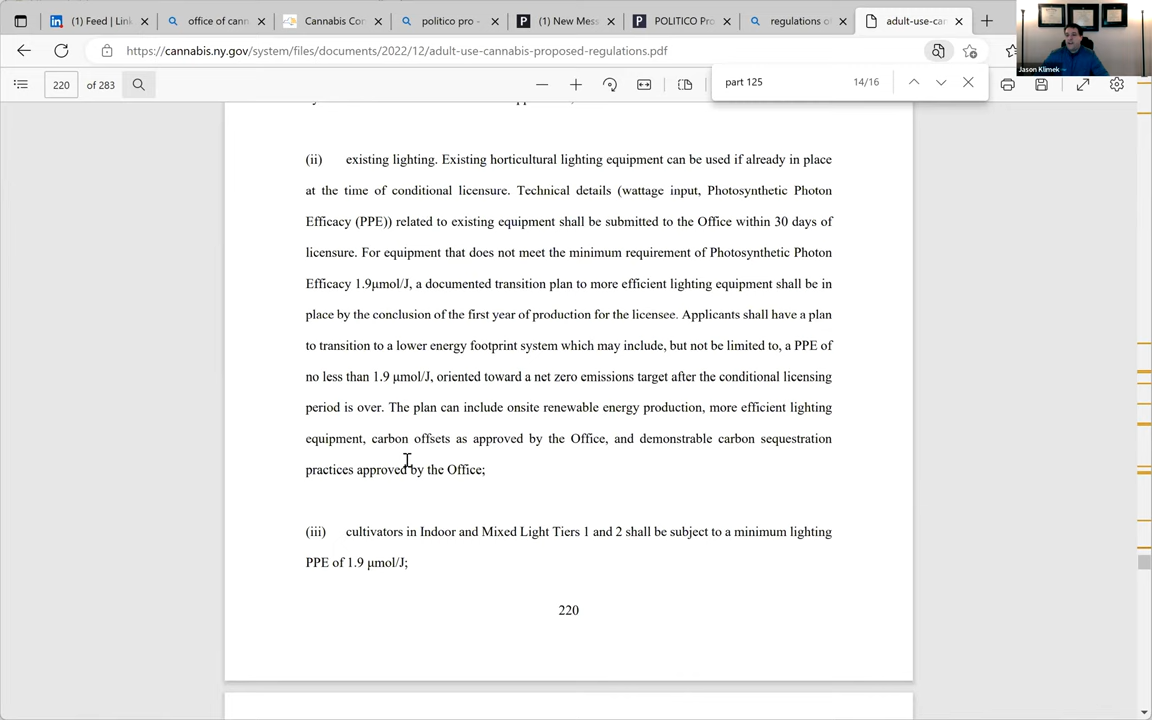 (1) Feed | Link
office of cann
Cannabis Con
politico pro -
(1) New Mess
POLITICO Pro
regulations of
adult-use-can
https://cannabis.ny.gov/system/files/documents/2022/12/adult-use-cannabis-proposed-regulations.pdf
Jason Klimek
220 of 283
part 125 14/16
(ii) existing lighting. Existing horticultural lighting equipment can be used if already in place
at the time of conditional licensure. Technical details (wattage input, Photosynthetic Photon
Efficacy (PPE)) related to existing equipment shall be submitted to the Office within 30 days of
licensure. For equipment that does not meet the minimum requirement of Photosynthetic Photon
Efficacy 1.9μmol/J, a documented transition plan to more efficient lighting equipment shall be in
place by the conclusion of the first year of production for the licensee. Applicants shall have a plan
to transition to a lower energy footprint system which may include, but not be limited to, a PPE of
no less than 1.9 μmol/J, oriented toward a net zero emissions target after the conditional licensing
period is over. The plan can include onsite renewable energy production, more efficient lighting
equipment, carbon offsets as approved by the Office, and demonstrable carbon sequestration
practices approved by the Office;
(iii) cultivators in Indoor and Mixed Light Tiers 1 and 2 shall be subject to a minimum lighting
PPE of 1.9 μmol/J;
220